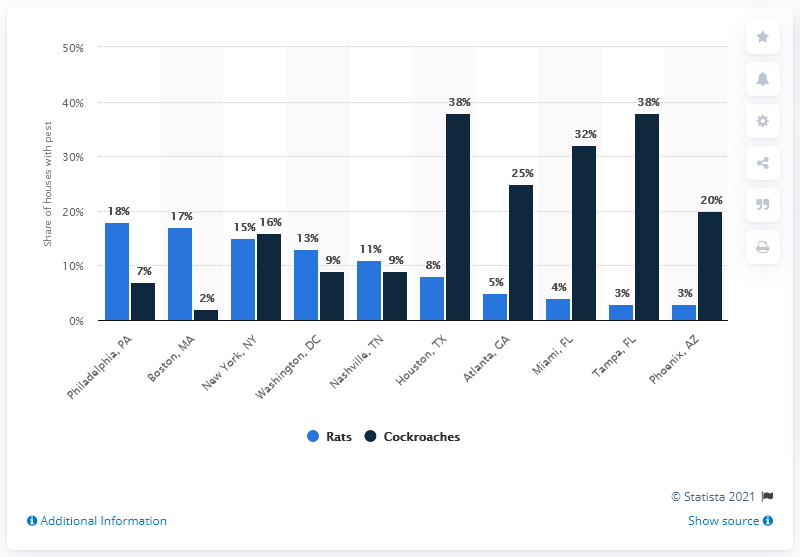 50%
40%
30%
20%
10%
0%
Share of houses with pest
18% 7%
17% 2%
15% 16%
13% 9%
11% 9%
8% 38%
5% 25%
4% 32%
3% 38%
3% 20%
Philadelphia, PA
Boston, MA
New York, NY
Washington, DC
Nashville, TN
Houston, TX
Atlanta, GA
Miami, FL
Tampa, FL
Phoenix, AZ
Rats Cockroaches
© Statista 2021
Additional Information
Show source